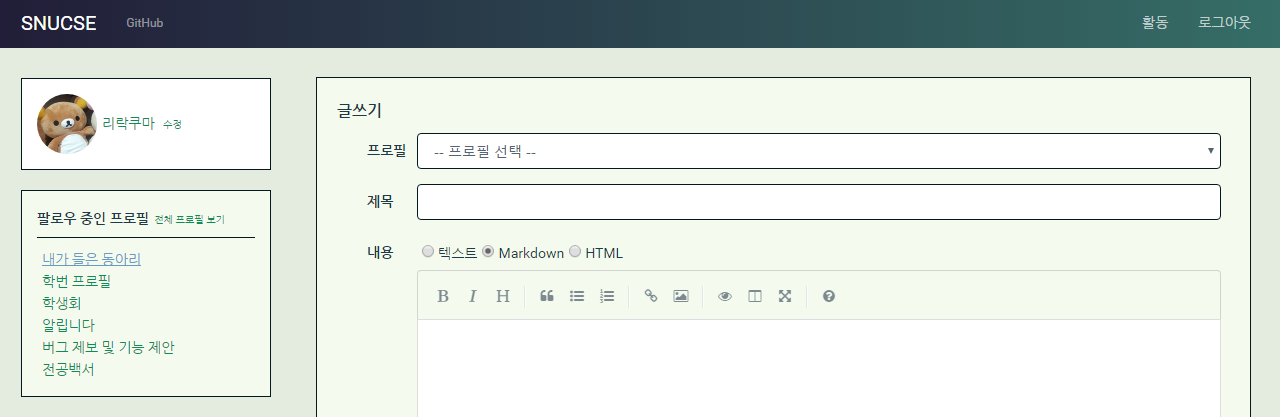 SNUCSE GitHub 활동 로그아웃
리락쿠마 수정
팔로우 중인 프로필 전체 프로필 보기
내가 들은 동아리
학번 프로필
학생회
알립니다
버그 제보 및 기능 제안
전공백서
글쓰기
프로필 -- 프로필 선택 --
제목
내용 텍스트 Markdown HTML
B I H